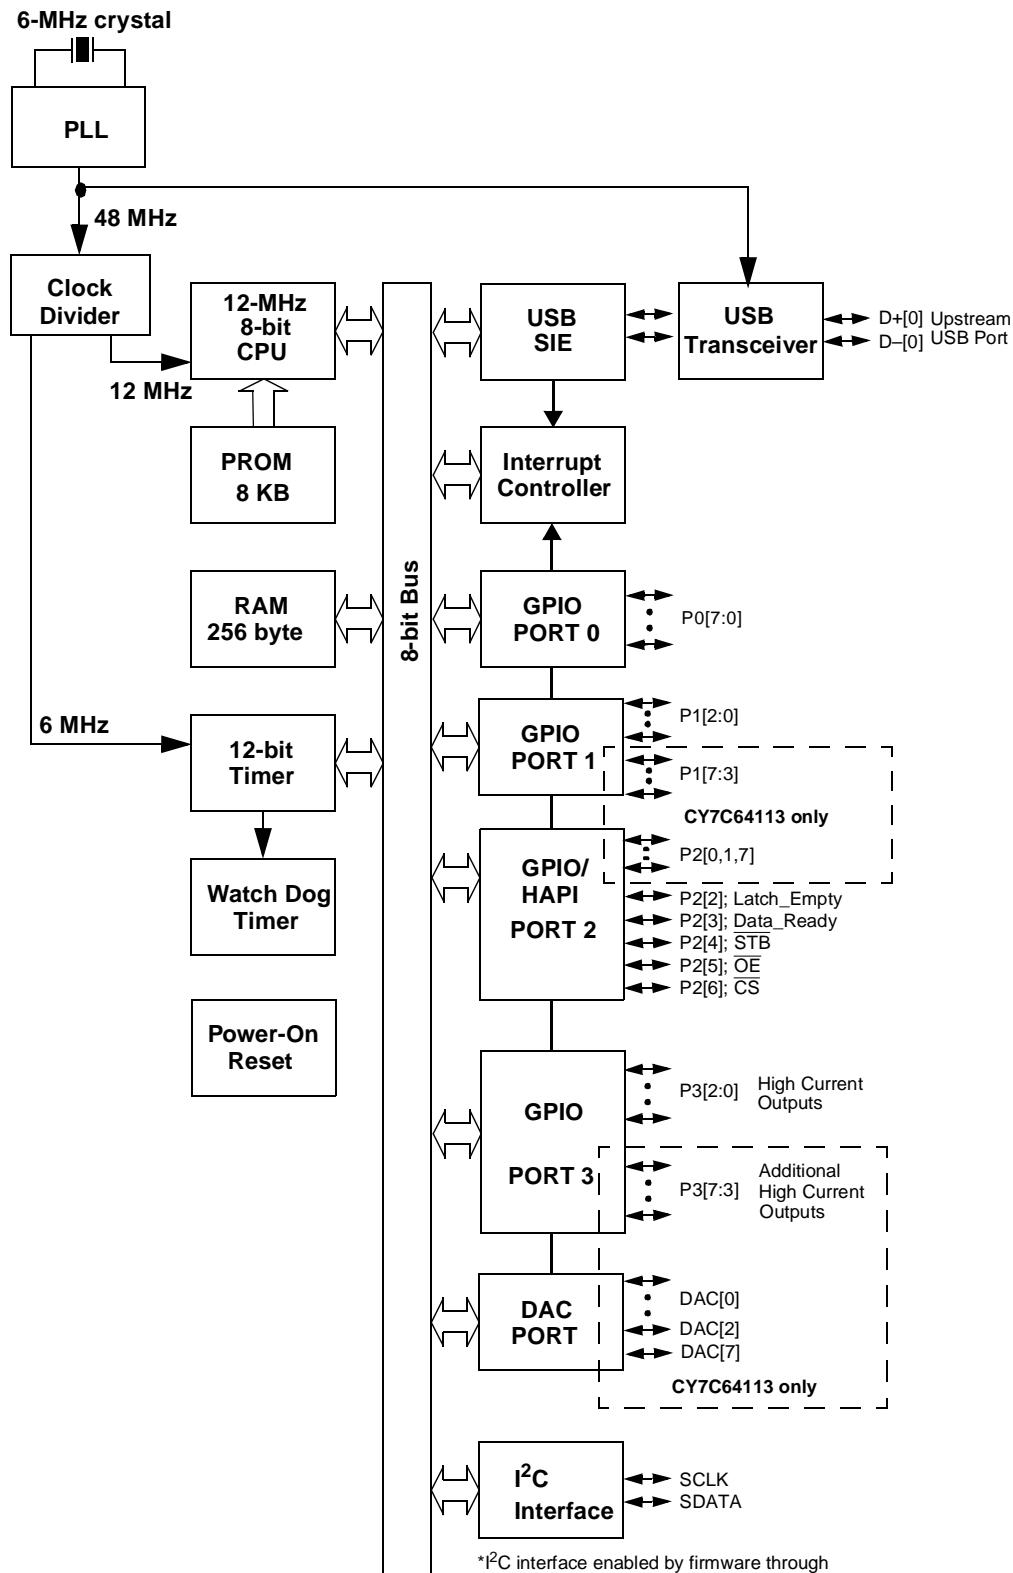 6-MHz crystal
PLL
48 MHz
Clock
Divider
12-MHz
8-bit
CPU
USB
SIE
USB
Transceiver
D+[0] Upstream
D–[0] USB Port
12 MHz
PROM
8 KB
Interrupt
Controller
8-bit Bus
RAM
256 byte
GPIO
PORT 0
P0[7:0]
6 MHz
12-bit
Timer
GPIO
PORT 1
P1[2:0]
P1[7:3]
CY7C64113 only
Watch Dog
Timer
GPIO/
HAPI
PORT 2
P2[0,1,7]
P2[2]; Latch_Empty
P2[3]; Data_Ready
P2[4]; STB
P2[5]; OE
P2[6]; CS
Power-On
Reset
GPIO
PORT 3
P3[2:0] High Current
Outputs
P3[7:3] Additional
High Current
Outputs
DAC
PORT
DAC[0]
DAC[2]
DAC[7]
CY7C64113 only
I²C
Interface
SCLK
SDATA
*I²C interface enabled by firmware through